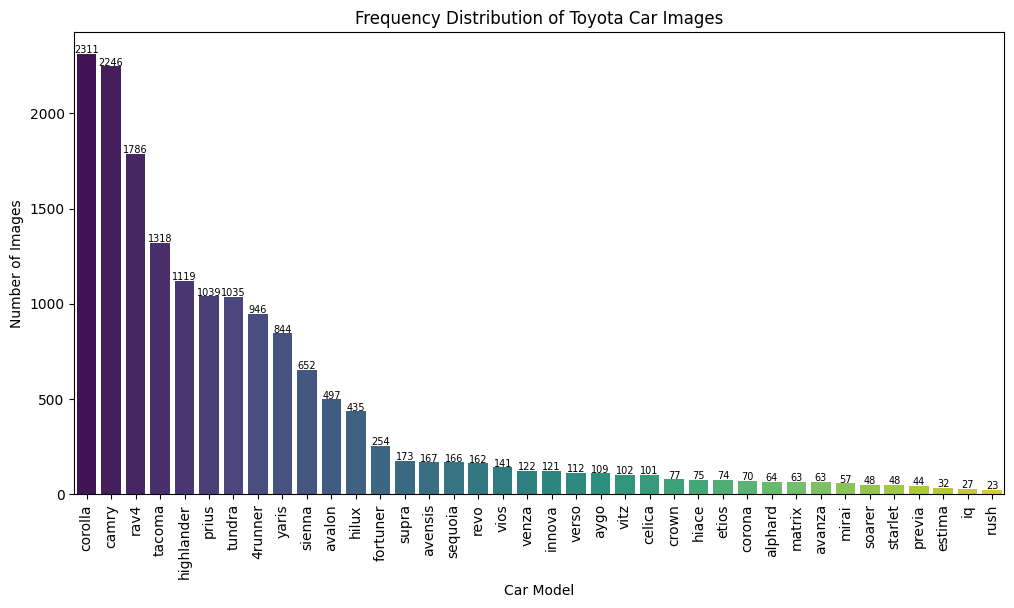 Frequency Distribution of Toyota Car Images
Number of Images
2000
1500
1000
500
0
2311
2246
1786
1318
1119
1039
1035
946
844
652
497
435
254
173
167
166
162
141
122
121
112
109
102
101
77
75
74
70
64
63
63
57
48
48
44
32
27
23
corolla
camry
rav4
tacoma
highlander
prius
tundra
4runner
yaris
sienna
avalon
hilux
fortuner
supra
avensis
sequoia
revo
vios
venza
innova
verso
aygo
vitz
celica
crown
hiace
etios
corona
alphard
matrix
avanza
mirai
soarer
starlet
previa
estima
iq
rush
Car Model